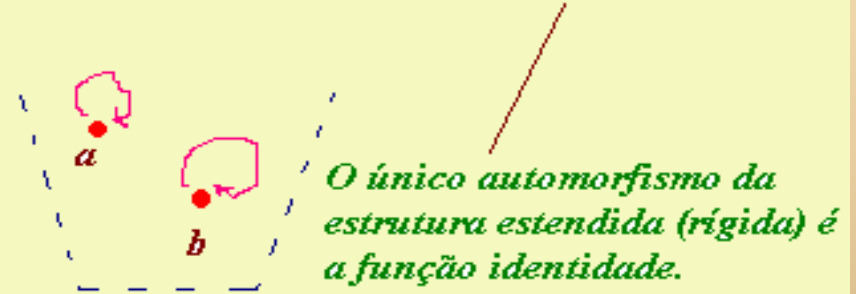 a
b
O único automorfismo da
estrutura estendida (rígida) é
a função identidade.